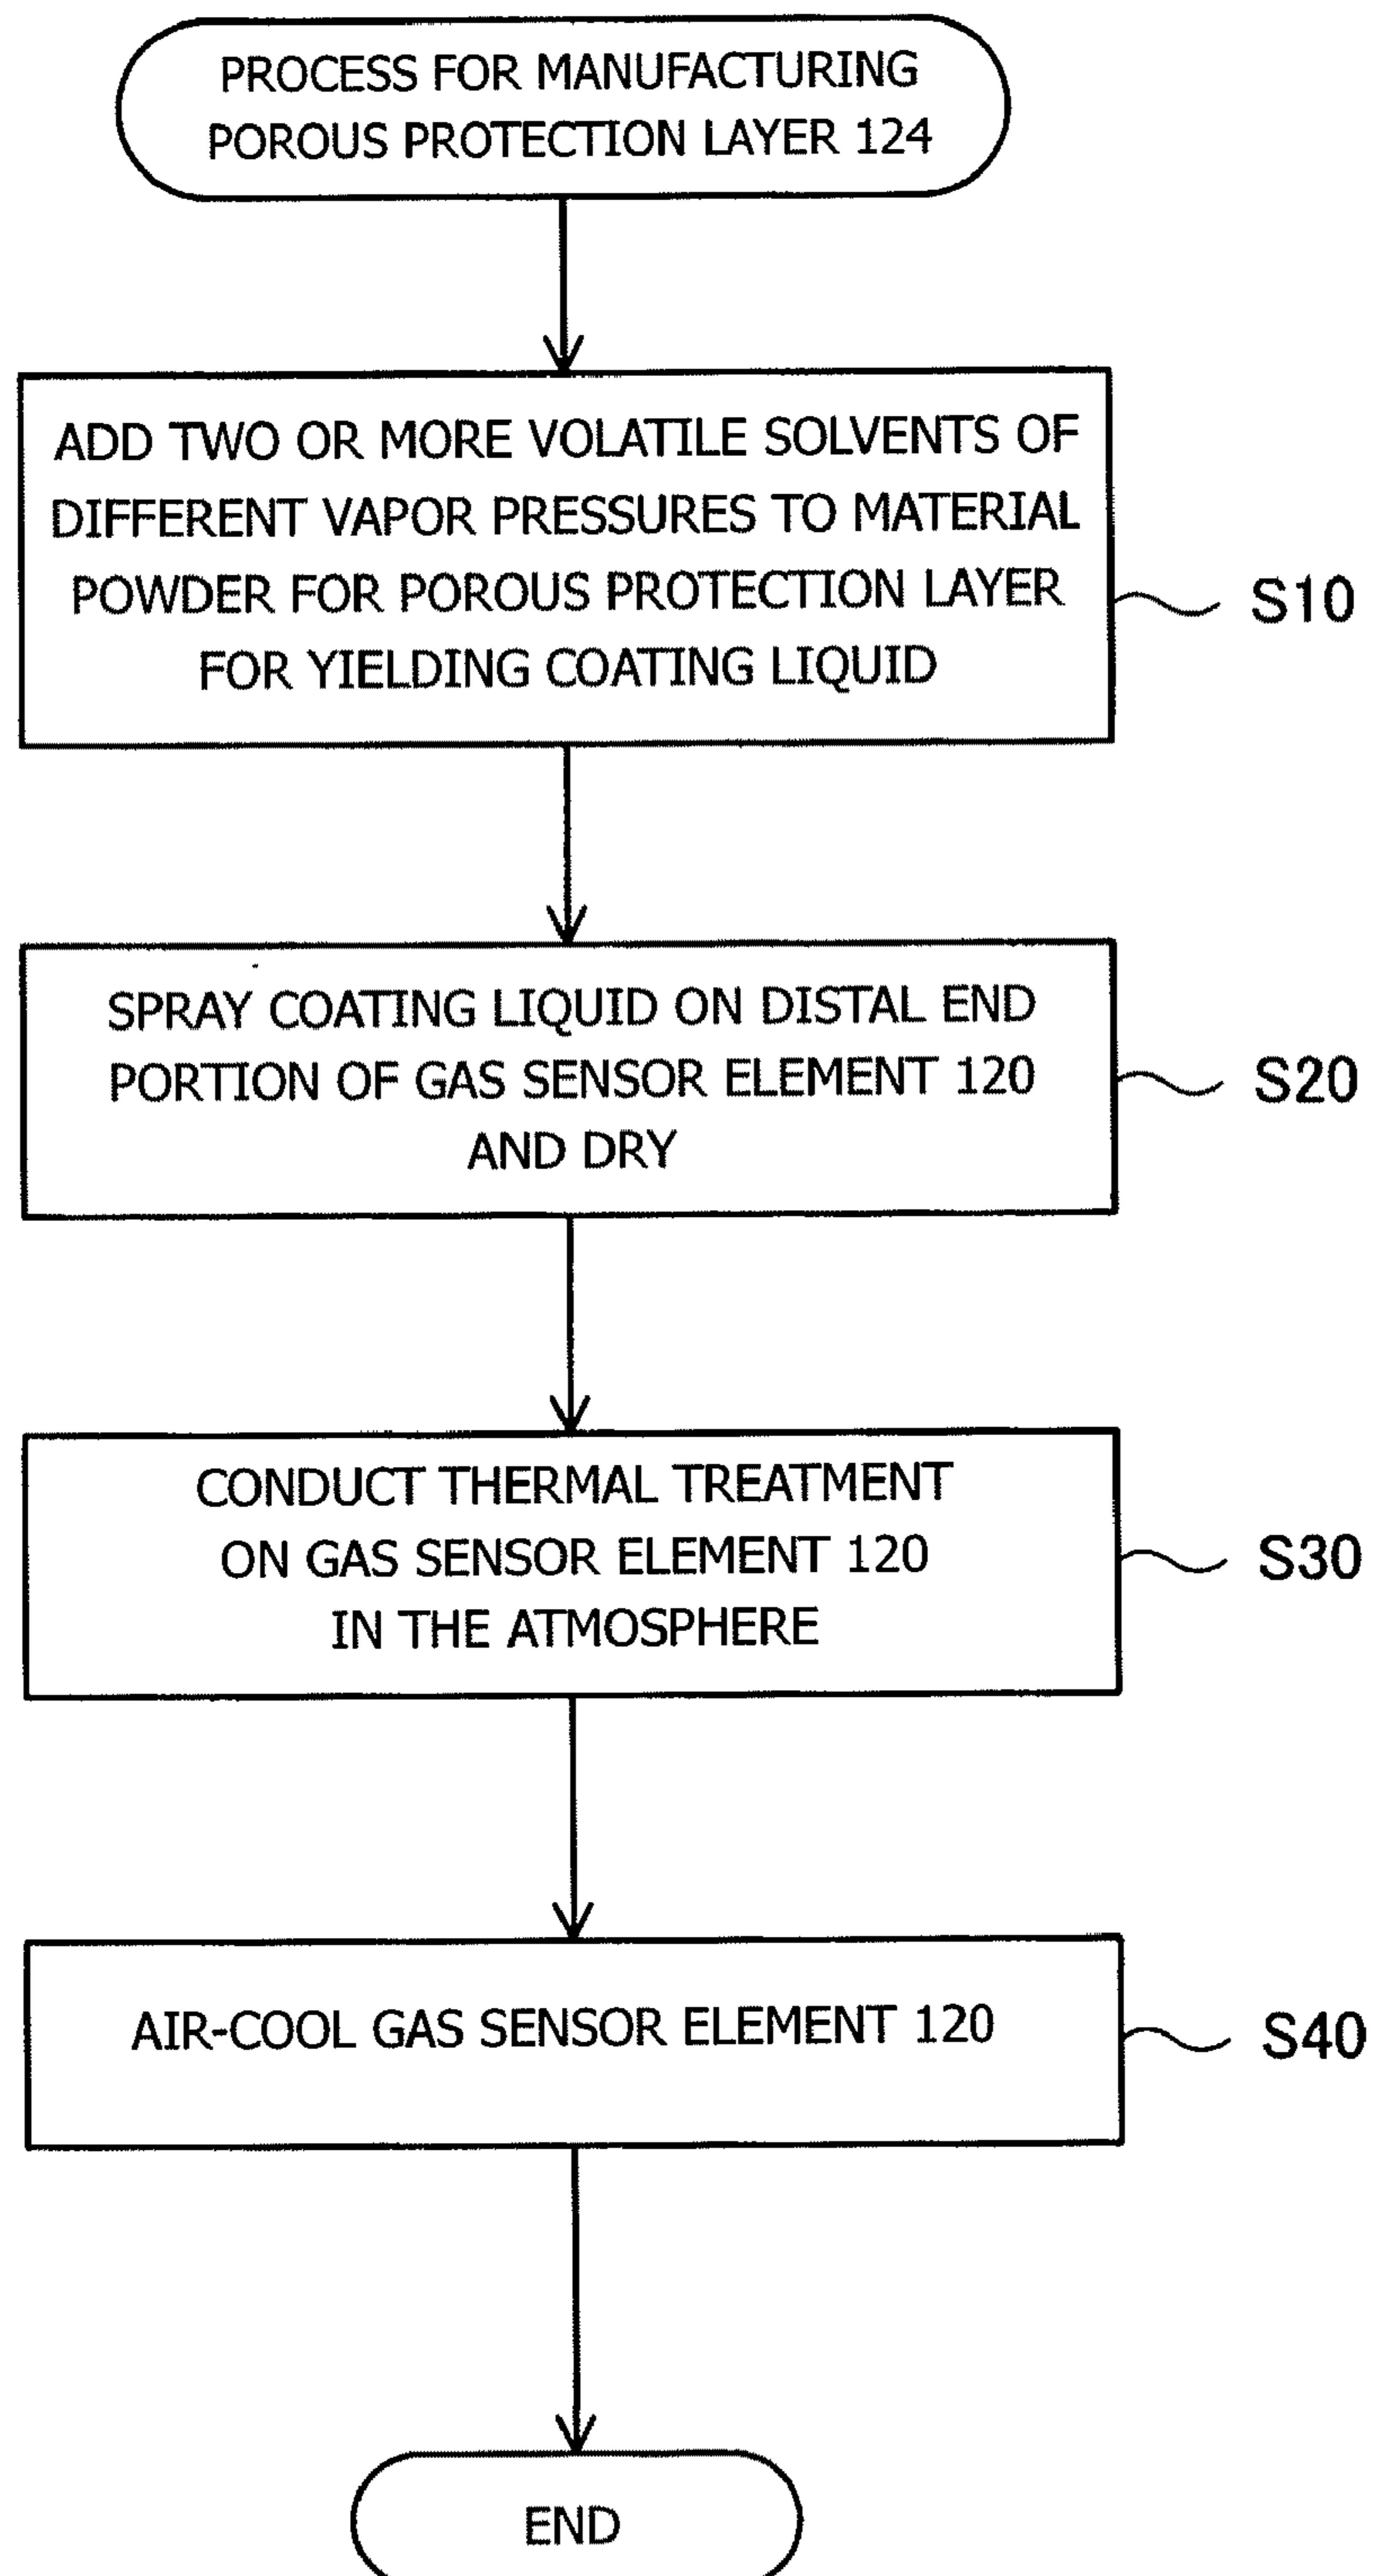 PROCESS FOR MANUFACTURING
POROUS PROTECTION LAYER 124
ADD TWO OR MORE VOLATILE SOLVENTS OF
DIFFERENT VAPOR PRESSURES TO MATERIAL
POWDER FOR POROUS PROTECTION LAYER
FOR YIELDING COATING LIQUID
S10
SPRAY COATING LIQUID ON DISTAL END
PORTION OF GAS SENSOR ELEMENT 120
AND DRY
S20
CONDUCT THERMAL TREATMENT
ON GAS SENSOR ELEMENT 120
IN THE ATMOSPHERE
S30
AIR-COOL GAS SENSOR ELEMENT 120
S40
END